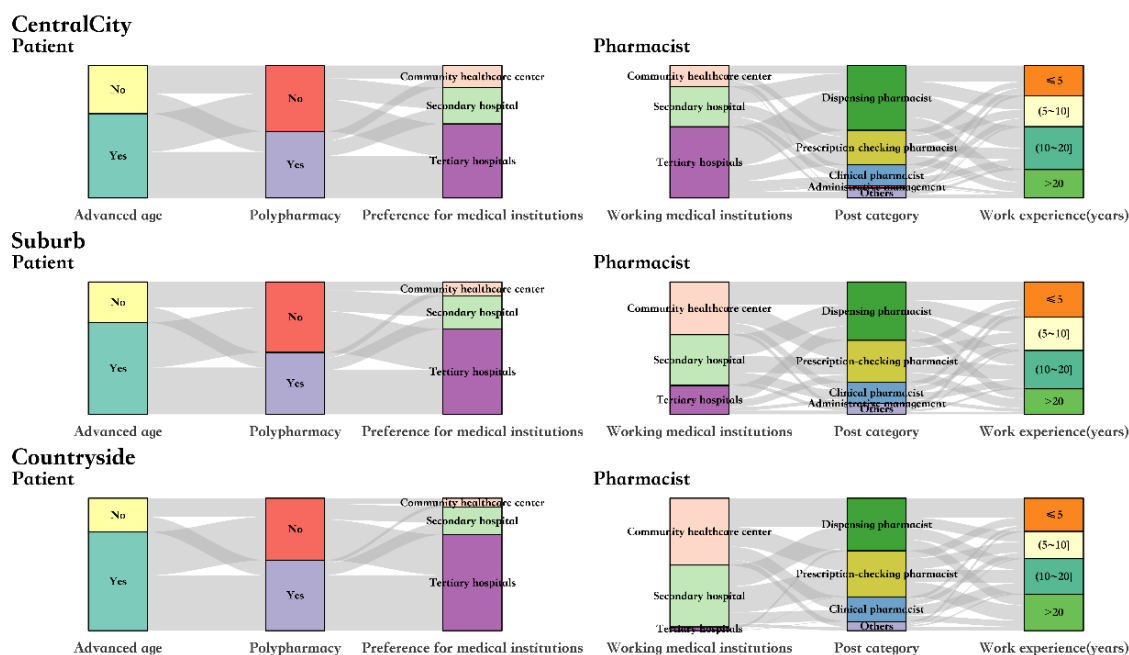 CentralCity
Patient
No
Yes
Advanced age
No
Yes
Polypharmacy
Community healthcare center
Secondary hospital
Tertiary hospitals
Preference for medical institutions
Pharmacist
Community healthcare center
Secondary hospital
Tertiary hospitals
Working medical institutions
Dispensing pharmacist
Prescription-checking pharmacist
Clinical pharmacist
Administrative management
Others
Post category
≤5
(5~10]
(10~20]
>20
Work experience(years)
Suburb
Patient
No
Yes
Advanced age
No
Yes
Polypharmacy
Community healthcare center
Secondary hospital
Tertiary hospitals
Preference for medical institutions
Pharmacist
Community healthcare center
Secondary hospital
Tertiary hospitals
Working medical institutions
Dispensing pharmacist
Prescription-checking pharmacist
Clinical pharmacist
Administrative management
Others
Post category
≤5
(5~10]
(10~20]
>20
Work experience(years)
Countryside
Patient
No
Yes
Advanced age
No
Yes
Polypharmacy
Community healthcare center
Secondary hospital
Tertiary hospitals
Preference for medical institutions
Pharmacist
Community healthcare center
Secondary hospital
Tertiary hospitals
Working medical institutions
Dispensing pharmacist
Prescription-checking pharmacist
Clinical pharmacist
Others
Post category
≤5
(5~10]
(10~20]
>20
Work experience(years)